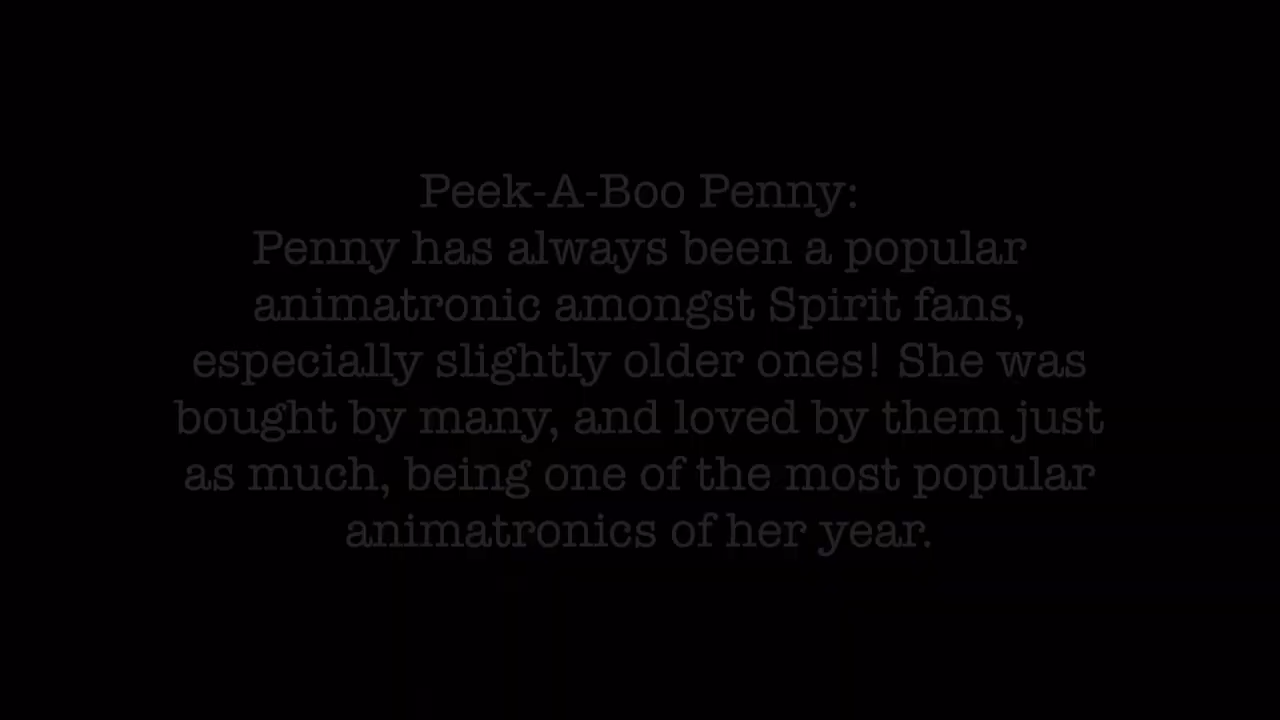 Peek-A-Boo Penny:
Penny has always been a popular
animatronic amongst Spirit fans,
especially slightly older ones! She was
bought by many, and loved by them just
as much, being one of the most popular
animatronics of her year.